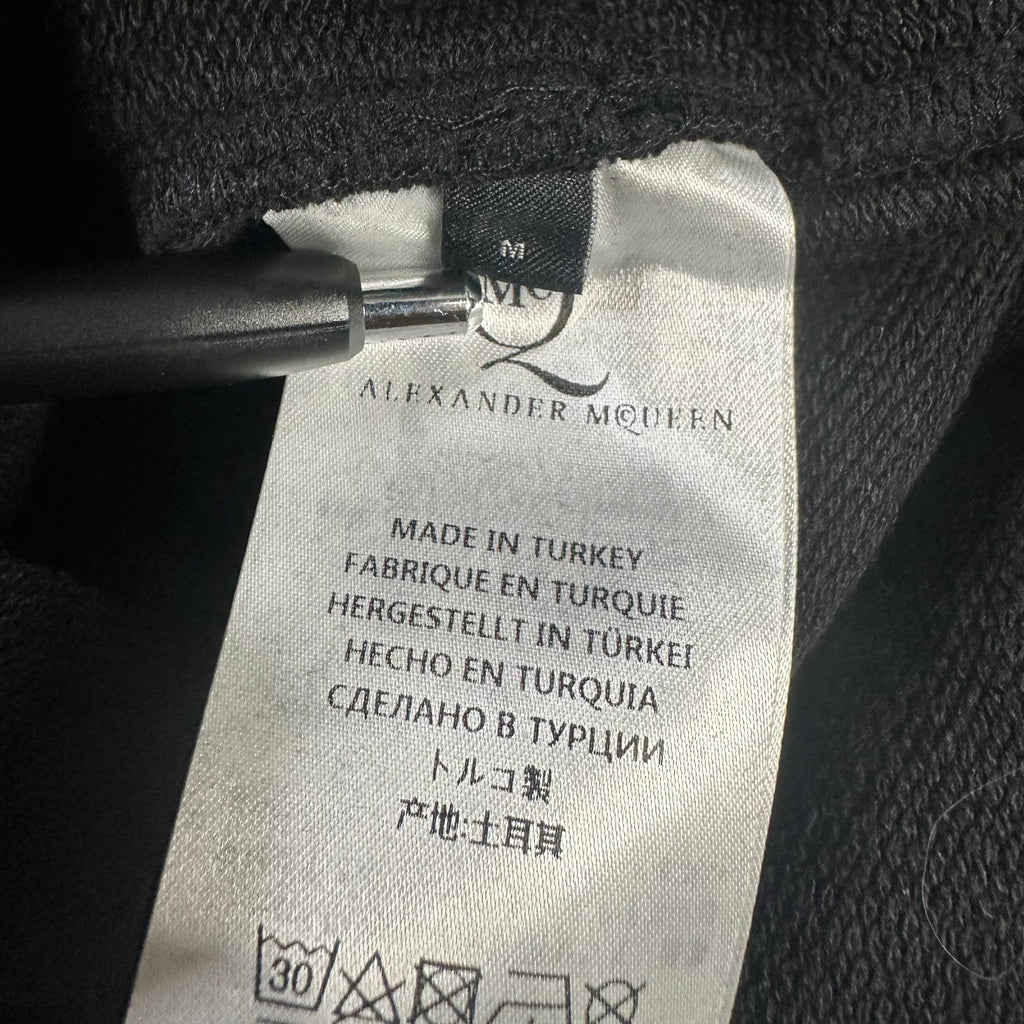 M
McQ
ALEXANDER MCQUEEN
MADE IN TURKEY
FABRIQUE EN TURQUIE
HERGESTELLT IN TÜRKEI
HECHO EN TURQUIA
СДЕЛАНО В ТУРЦИИ
トルコ製
产地:土耳其
30